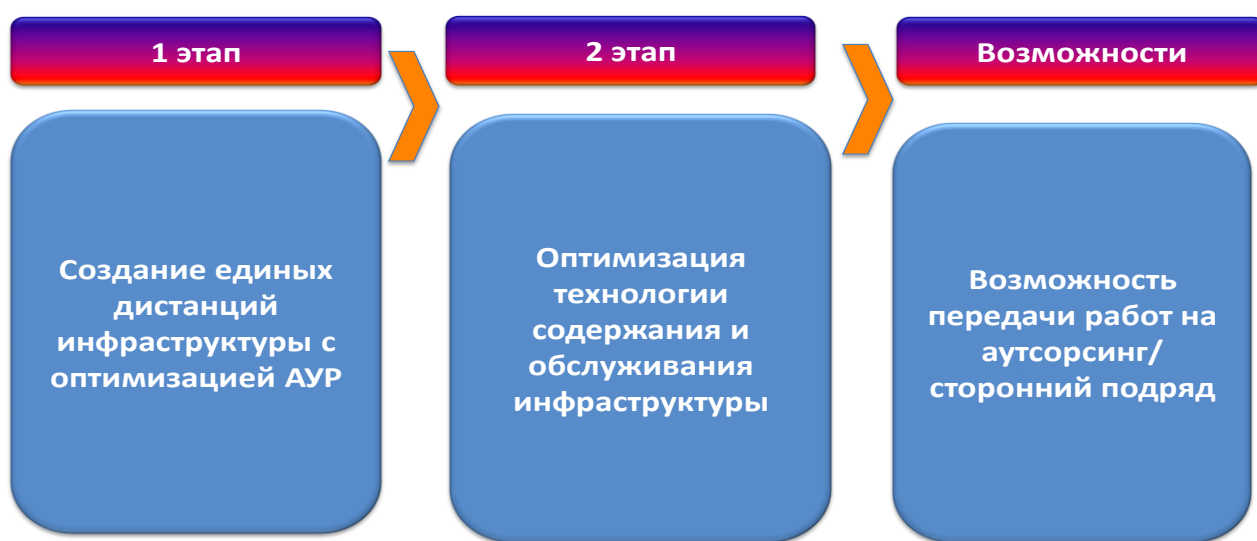 1 этап
Создание единых
дистанций
инфраструктуры с
оптимизацией АУР
2 этап
Оптимизация
технологии
содержания и
обслуживания
инфраструктуры
Возможности
Возможность
передачи работ на
аутсорсинг/
сторонний подряд